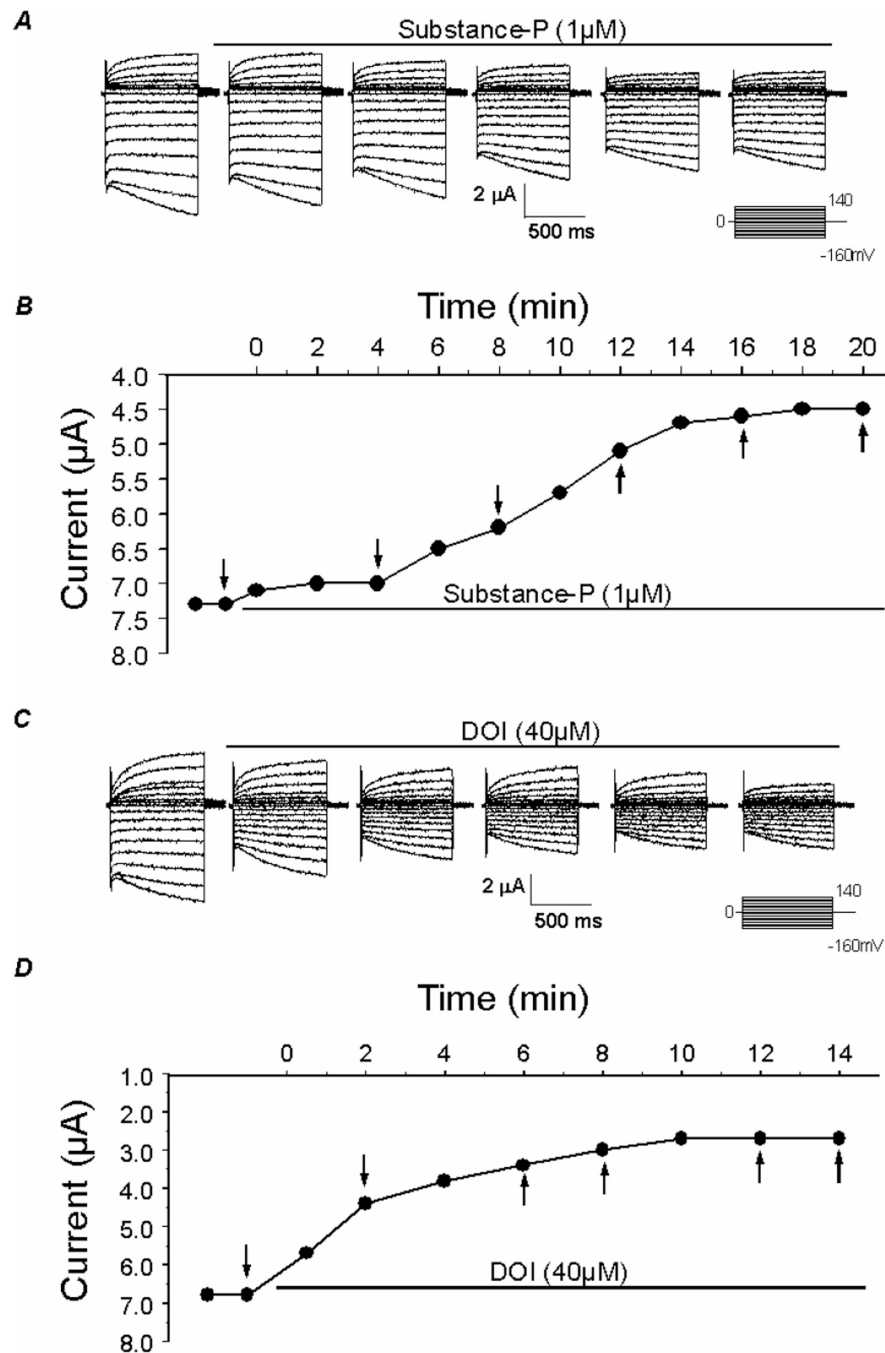 A
Substance-P (1µM)
2 µA
500 ms
0
140
-160mV
B
Time (min)
0 2 4 6 8 10 12 14 16 18 20
Current (µA)
4.0
4.5
5.0
5.5
6.0
6.5
7.0
7.5
8.0
Substance-P (1µM)
C
DOI (40µM)
2 µA
500 ms
0
140
-160mV
D
Time (min)
0 2 4 6 8 10 12 14
Current (µA)
1.0
2.0
3.0
4.0
5.0
6.0
7.0
8.0
DOI (40µM)